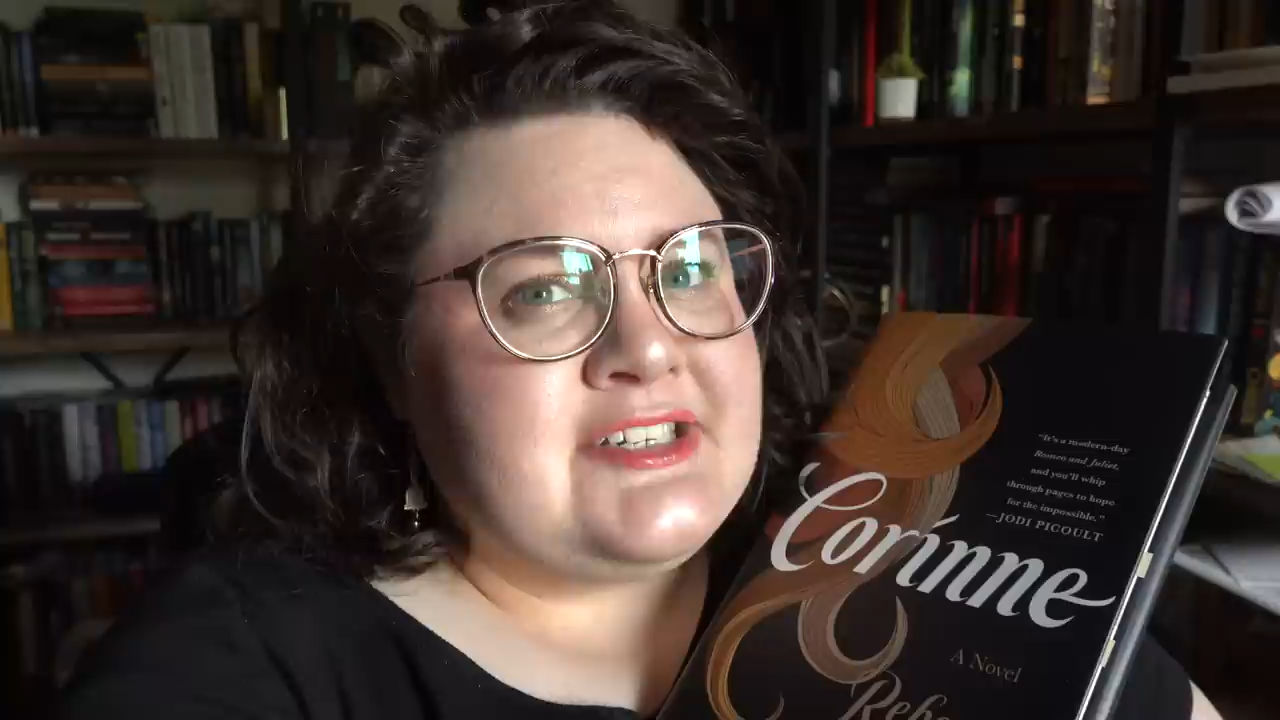 "It's a modern-day
Romeo and Juliet,
and you'll whip
through pages to hope
for the impossible."
—JODI PICOULT
Corinne
A Novel